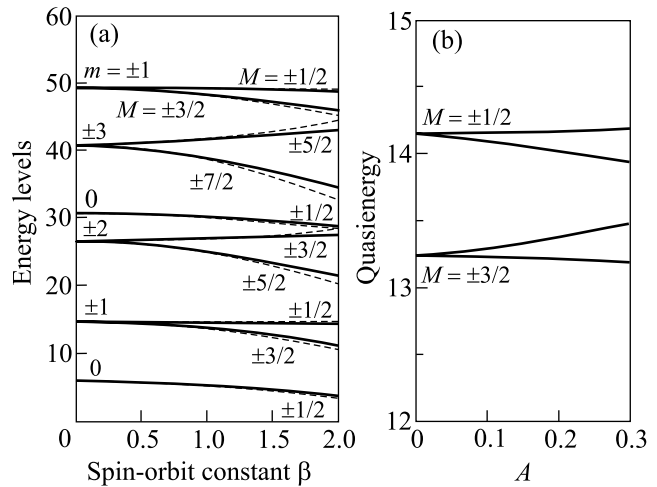 (a)
60
50
40
30
20
10
0
0.5
1.0
1.5
2.0
Energy levels
Spin-orbit constant β
m = ±1
M = ±1/2
M = ±3/2
±3
±5/2
±7/2
0
±1/2
±2
±3/2
±5/2
±1
±1/2
±3/2
0
±1/2
(b)
15
14
13
12
0
0.1
0.2
0.3
Quasienergy
A
M = ±1/2
M = ±3/2